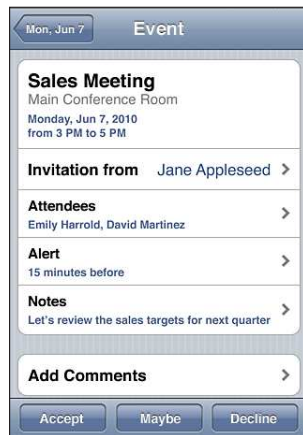 Mon, Jun 7
Event
Sales Meeting
Main Conference Room
Monday, Jun 7, 2010
from 3 PM to 5 PM
Invitation from Jane Appleseed
Attendees
Emily Harrold, David Martinez
Alert
15 minutes before
Notes
Let's review the sales targets for next quarter
Add Comments
Accept Maybe Decline